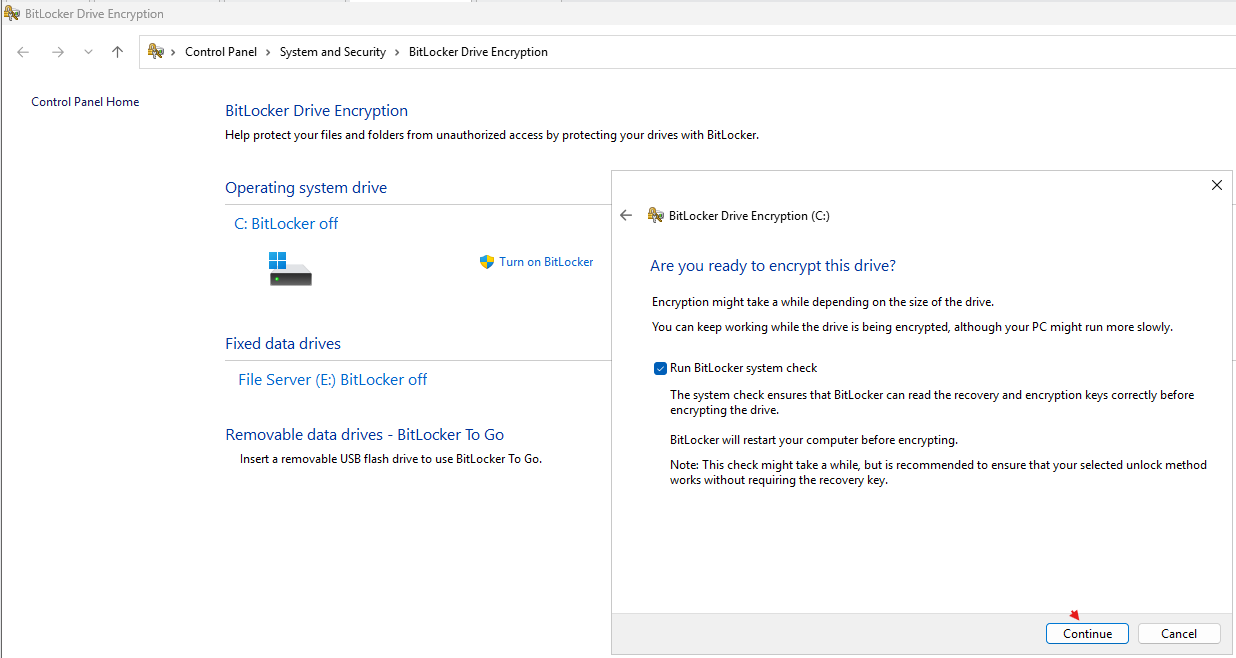 BitLocker Drive Encryption
Control Panel > System and Security > BitLocker Drive Encryption
Control Panel Home
BitLocker Drive Encryption
Help protect your files and folders from unauthorized access by protecting your drives with BitLocker.
Operating system drive
C: BitLocker off
Turn on BitLocker
Fixed data drives
File Server (E:) BitLocker off
Removable data drives - BitLocker To Go
Insert a removable USB flash drive to use BitLocker To Go.
BitLocker Drive Encryption (C:)
Are you ready to encrypt this drive?
Encryption might take a while depending on the size of the drive.
You can keep working while the drive is being encrypted, although your PC might run more slowly.
Run BitLocker system check
The system check ensures that BitLocker can read the recovery and encryption keys correctly before
encrypting the drive.
BitLocker will restart your computer before encrypting.
Note: This check might take a while, but is recommended to ensure that your selected unlock method
works without requiring the recovery key.
Continue
Cancel